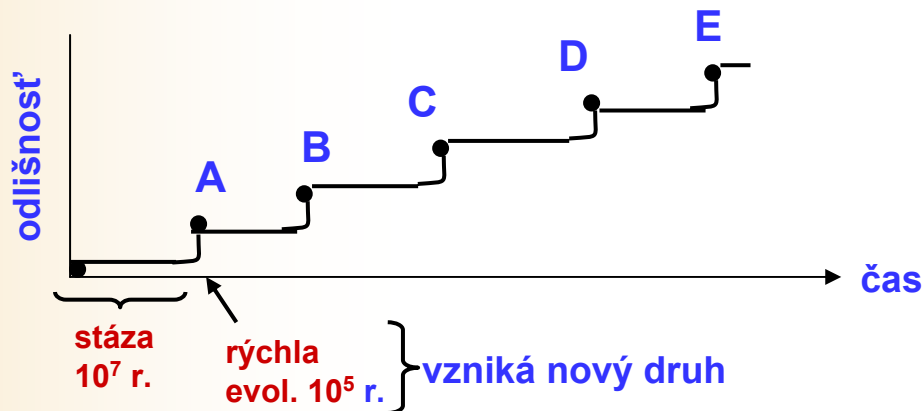 odlišnosť
A
B
C
D
E
čas
stáza
10⁷ r.
rýchla
evol. 10⁵ r.
vzniká nový druh